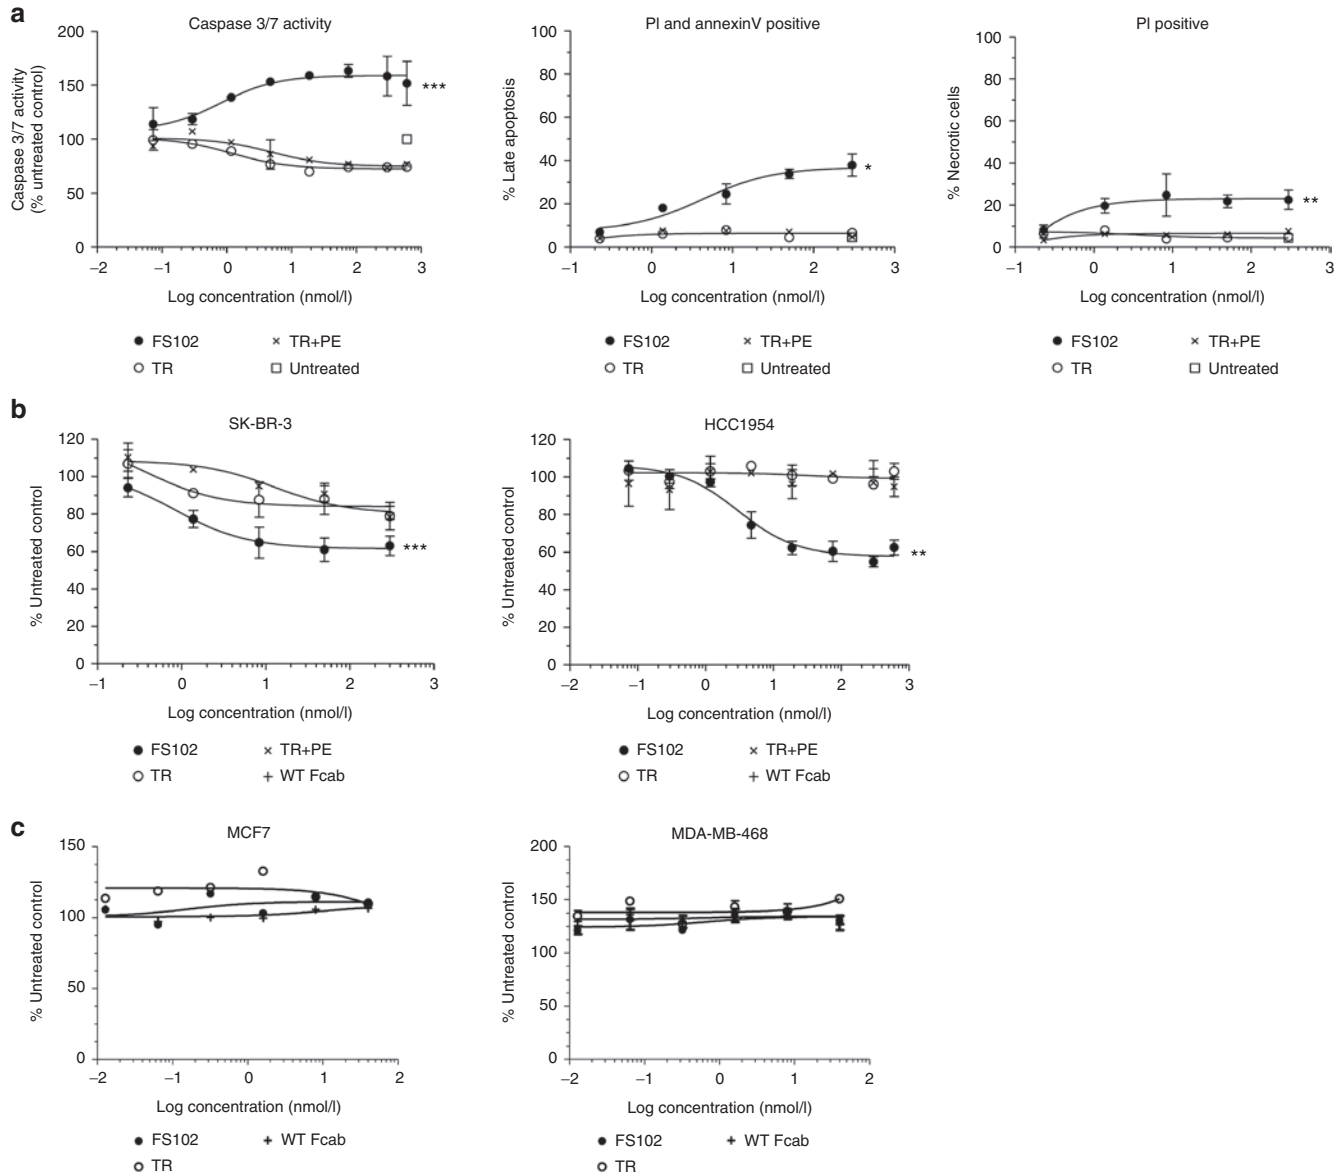 a
Caspase 3/7 activity
Caspase 3/7 activity
(% untreated control)
200
150
100
50
0
−2 −1 0 1 2 3
***
Log concentration (nmol/l)
FS102 TR+PE
TR Untreated
PI and annexinV positive
% Late apoptosis
100
80
60
40
20
0
−1 0 1 2 3
*
Log concentration (nmol/l)
FS102 TR+PE
TR Untreated
PI positive
% Necrotic cells
100
80
60
40
20
0
−1 0 1 2 3
**
Log concentration (nmol/l)
FS102 TR+PE
TR Untreated
b
SK-BR-3
% Untreated control
120
100
80
60
40
20
0
−1 0 1 2 3
***
Log concentration (nmol/l)
FS102 TR+PE
TR WT Fcab
HCC1954
% Untreated control
120
100
80
60
40
20
0
−2 −1 0 1 2 3
**
Log concentration (nmol/l)
FS102 TR+PE
TR WT Fcab
c
MCF7
% Untreated control
150
100
50
0
−2 −1 0 1 2
Log concentration (nmol/l)
FS102 WT Fcab
TR
MDA-MB-468
% Untreated control
200
150
100
50
0
−2 −1 0 1 2
Log concentration (nmol/l)
FS102 WT Fcab
TR